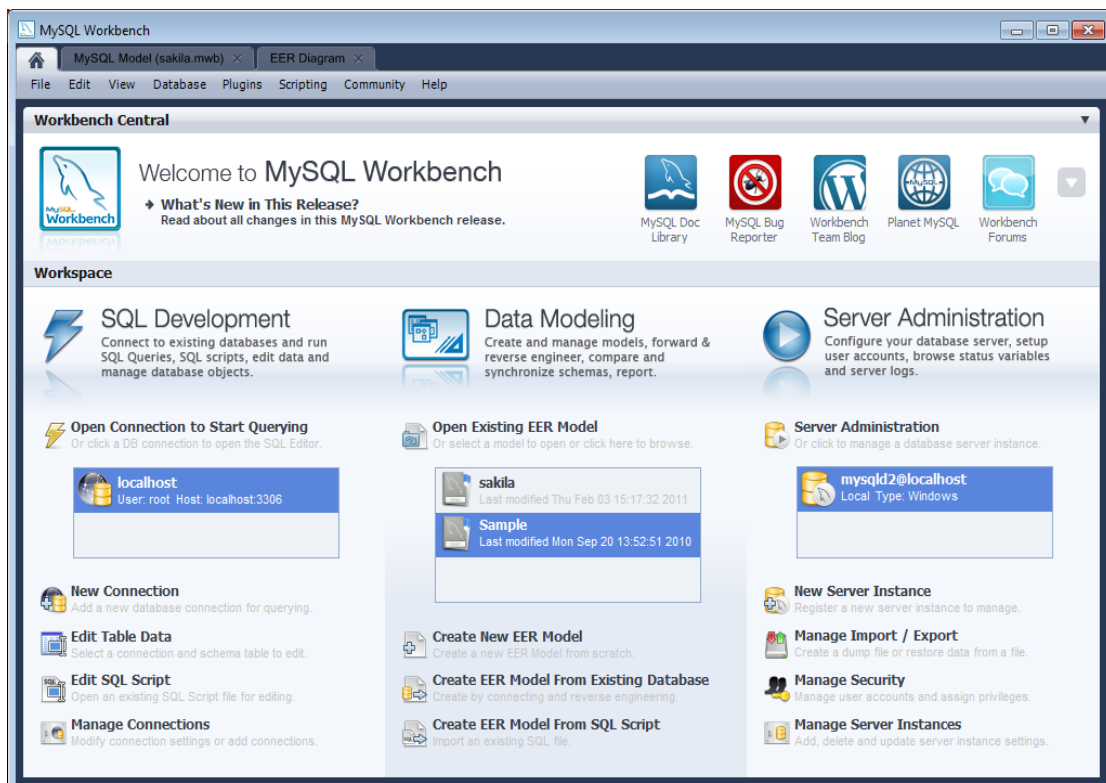 MySQL Workbench
MySQL Model (sakila.mwb)
EER Diagram
File Edit View Database Plugins Scripting Community Help
Workbench Central
MySQL
Workbench
Welcome to MySQL Workbench
What's New in This Release?
Read about all changes in this MySQL Workbench release.
MySQL Doc
Library
MySQL Bug
Reporter
Workbench
Team Blog
MySQL
Planet MySQL
Workbench
Forums
Workspace
SQL Development
Connect to existing databases and run
SQL Queries, SQL scripts, edit data and
manage database objects.
Open Connection to Start Querying
Or click a DB connection to open the SQL Editor.
localhost
User: root Host: localhost:3306
New Connection
Add a new database connection for querying.
Edit Table Data
Select a connection and schema table to edit.
SQL
Edit SQL Script
Open an existing SQL Script file for editing.
Manage Connections
Modify connection settings or add connections.
Data Modeling
Create and manage models, forward &
reverse engineer, compare and
synchronize schemas, report.
Open Existing EER Model
Or select a model to open or click here to browse.
sakila
Last modified Thu Feb 03 15:17:32 2011
Sample
Last modified Mon Sep 20 13:52:51 2010
Create New EER Model
Create a new EER Model from scratch.
Create EER Model From Existing Database
Create by connecting and reverse engineering.
Create EER Model From SQL Script
Import an existing SQL file.
Server Administration
Configure your database server, setup
user accounts, browse status variables
and server logs.
Server Administration
Or click to manage a database server instance.
mysqld2@localhost
Local Type: Windows
New Server Instance
Register a new server instance to manage.
Manage Import / Export
Create a dump file or restore data from a file.
Manage Security
Manage user accounts and assign privileges.
Manage Server Instances
Add, delete and update server instance settings.